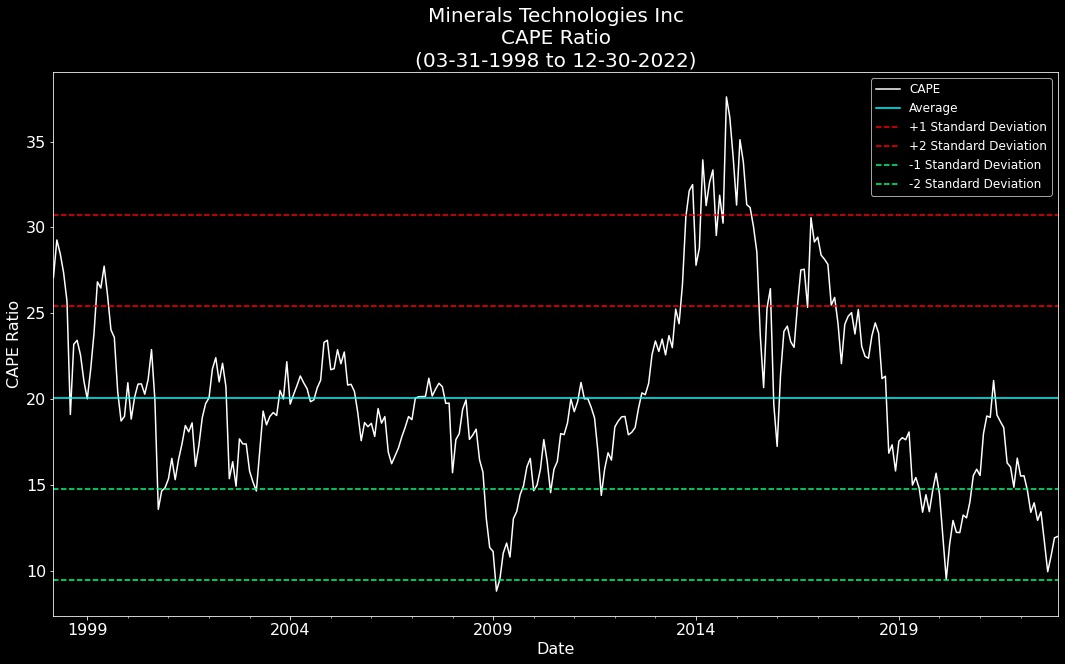 Minerals Technologies Inc
CAPE Ratio
(03-31-1998 to 12-30-2022)
CAPE
Average
+1 Standard Deviation
+2 Standard Deviation
-1 Standard Deviation
-2 Standard Deviation
CAPE Ratio
35
30
25
20
15
10
1999
2004
2009
2014
2019
Date